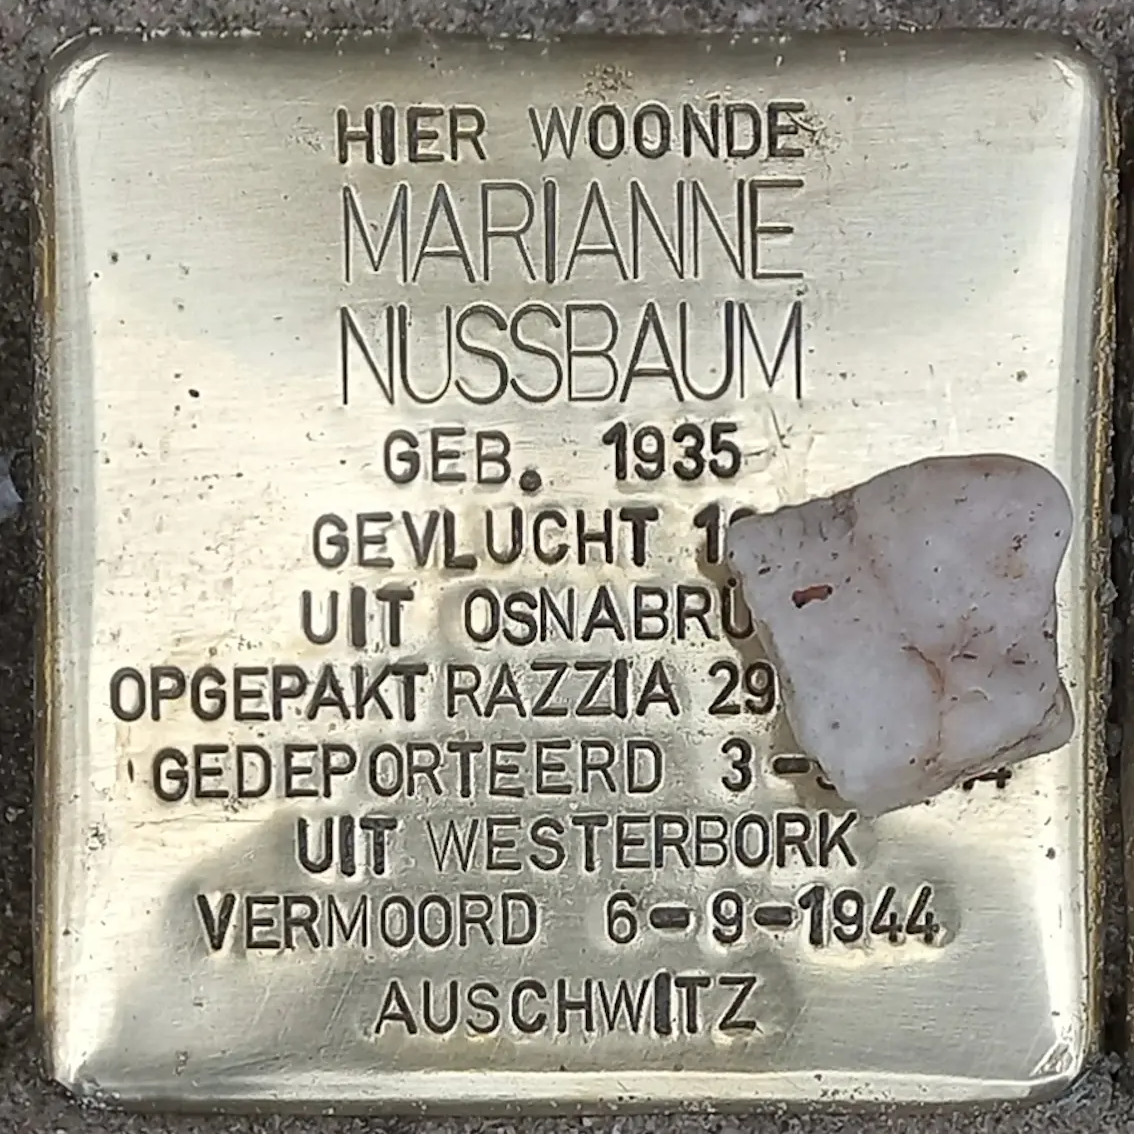 HIER WOONDE
MARIANNE
NUSSBAUM
GEB. 1935
GEVLUCHT
UIT
OPGEPAKT RAZZIA
GEDEPORTEERD
UIT WESTERBORK
VERMOORD 6-9-1944
AUSCHWITZ